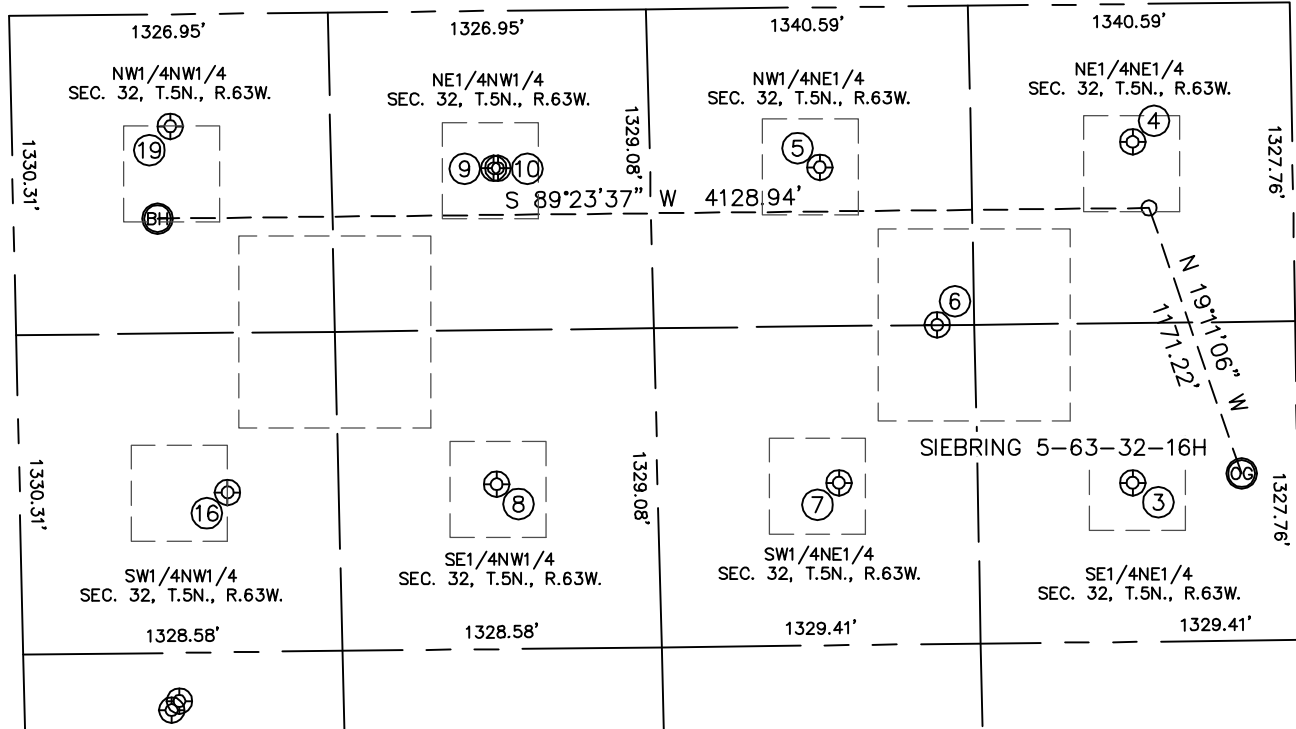 1326.95'
1326.95'
1340.59'
1340.59'
NW1/4NW1/4
SEC. 32, T.5N., R.63W.
NE1/4NW1/4
SEC. 32, T.5N., R.63W.
NW1/4NE1/4
SEC. 32, T.5N., R.63W.
NE1/4NE1/4
SEC. 32, T.5N., R.63W.
1330.31'
19
9
10
1329.08'
5
4
1327.76'
S 89°23'37" W 4128.94'
BH
N 19°11'06" W
1171.22'
6
SIEBRING 5-63-32-16H
OG
1330.31'
16
8
1329.08'
7
3
1327.76'
SW1/4NW1/4
SEC. 32, T.5N., R.63W.
SE1/4NW1/4
SEC. 32, T.5N., R.63W.
SW1/4NE1/4
SEC. 32, T.5N., R.63W.
SE1/4NE1/4
SEC. 32, T.5N., R.63W.
1328.58'
1328.58'
1329.41'
1329.41'